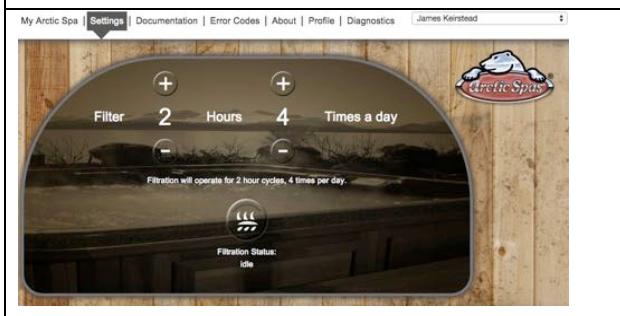 My Arctic Spa | Settings | Documentation | Error Codes | About | Profile | Diagnostics
James Keirstead
Arctic Spas®
+ +
Filter 2 Hours 4 Times a day
- -
Filtration will operate for 2 hour cycles, 4 times per day.
Filtration Status:
idle